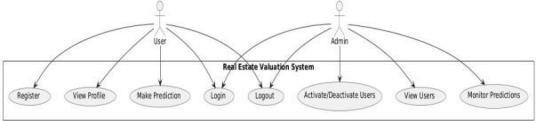 User
Admin
Real Estate Valuation System
Register
View Profile
Make Prediction
Login
Logout
Activate/Deactivate Users
View Users
Monitor Predictions